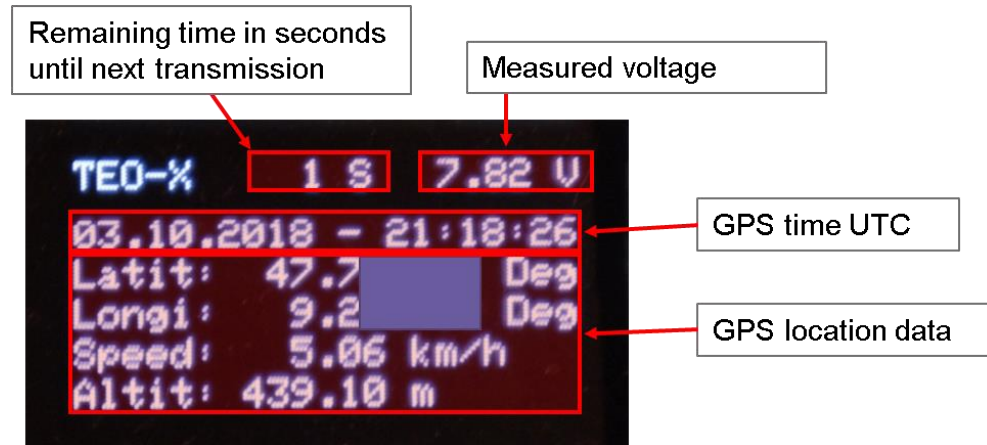 Remaining time in seconds
until next transmission
Measured voltage
TEO-% 1 S 7.82 V
03.10.2018 - 21:18:26
GPS time UTC
Latit: 47.7 Deg
Longi: 9.2 Deg
GPS location data
Speed: 5.06 km/h
Altit: 439.10 m